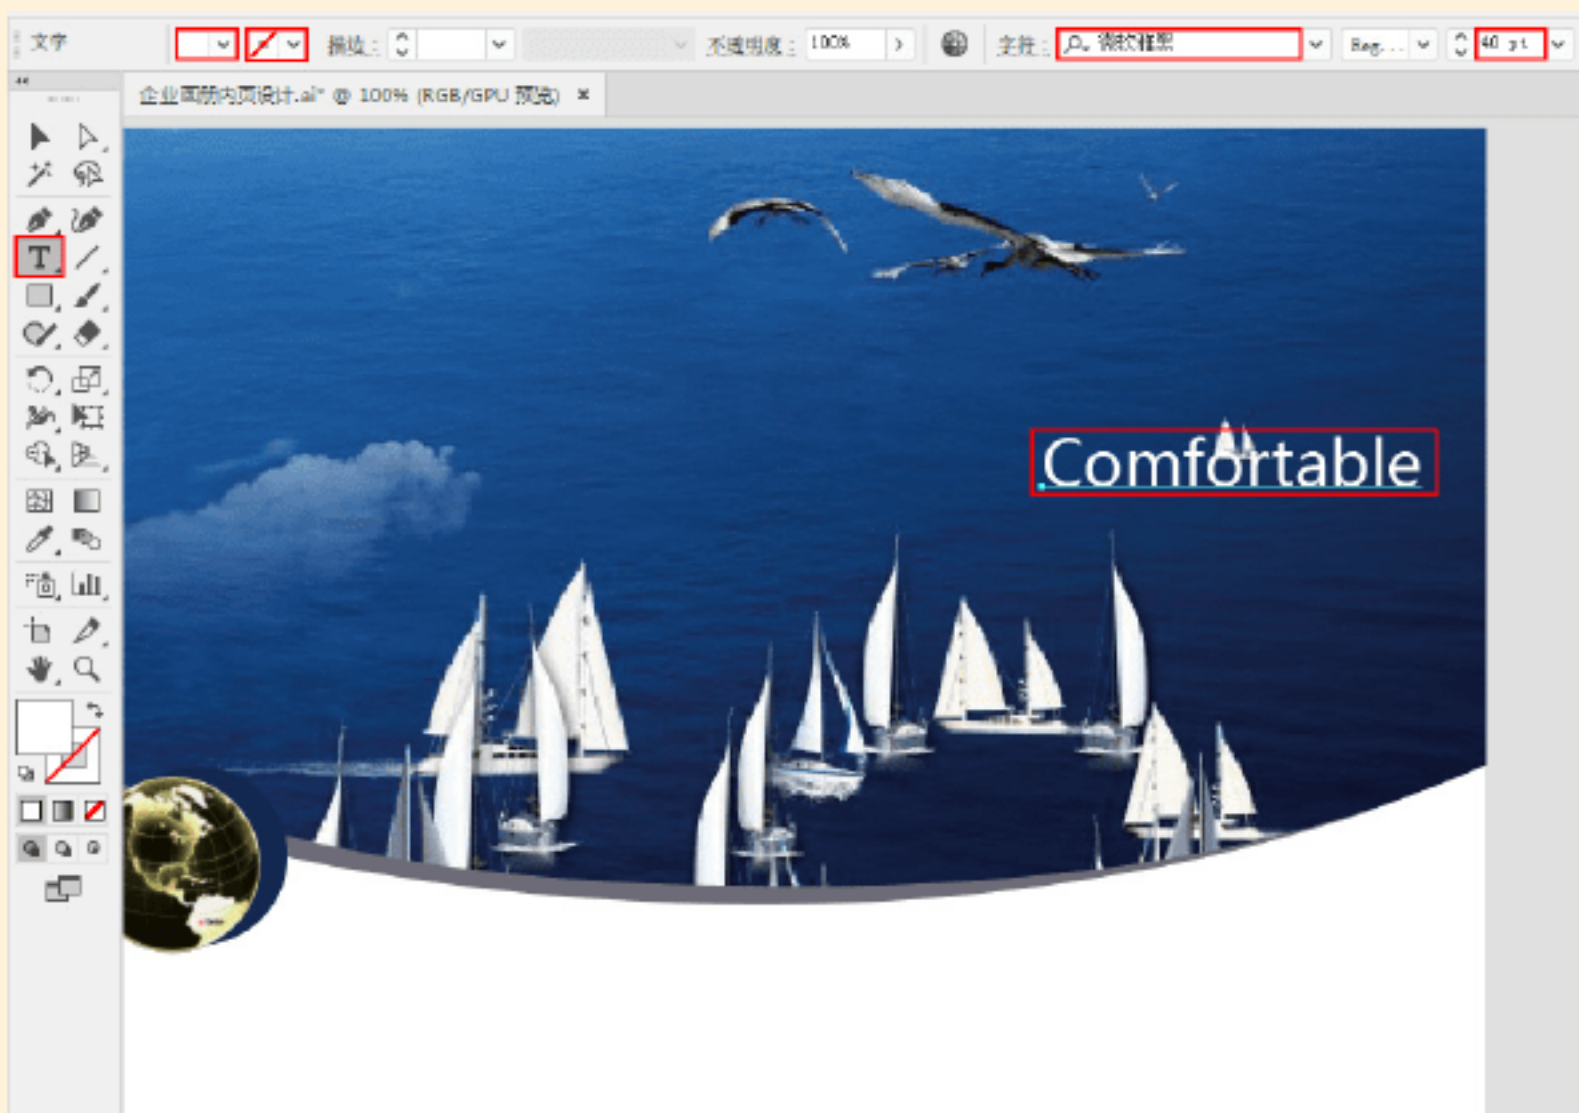 文字 描边： 不透明度： 100% 字符： 微软雅黑 Reg... 40 pt
企业画册内页设计.ai* @ 100% (RGB/GPU 预览) ×
T
Comfortable